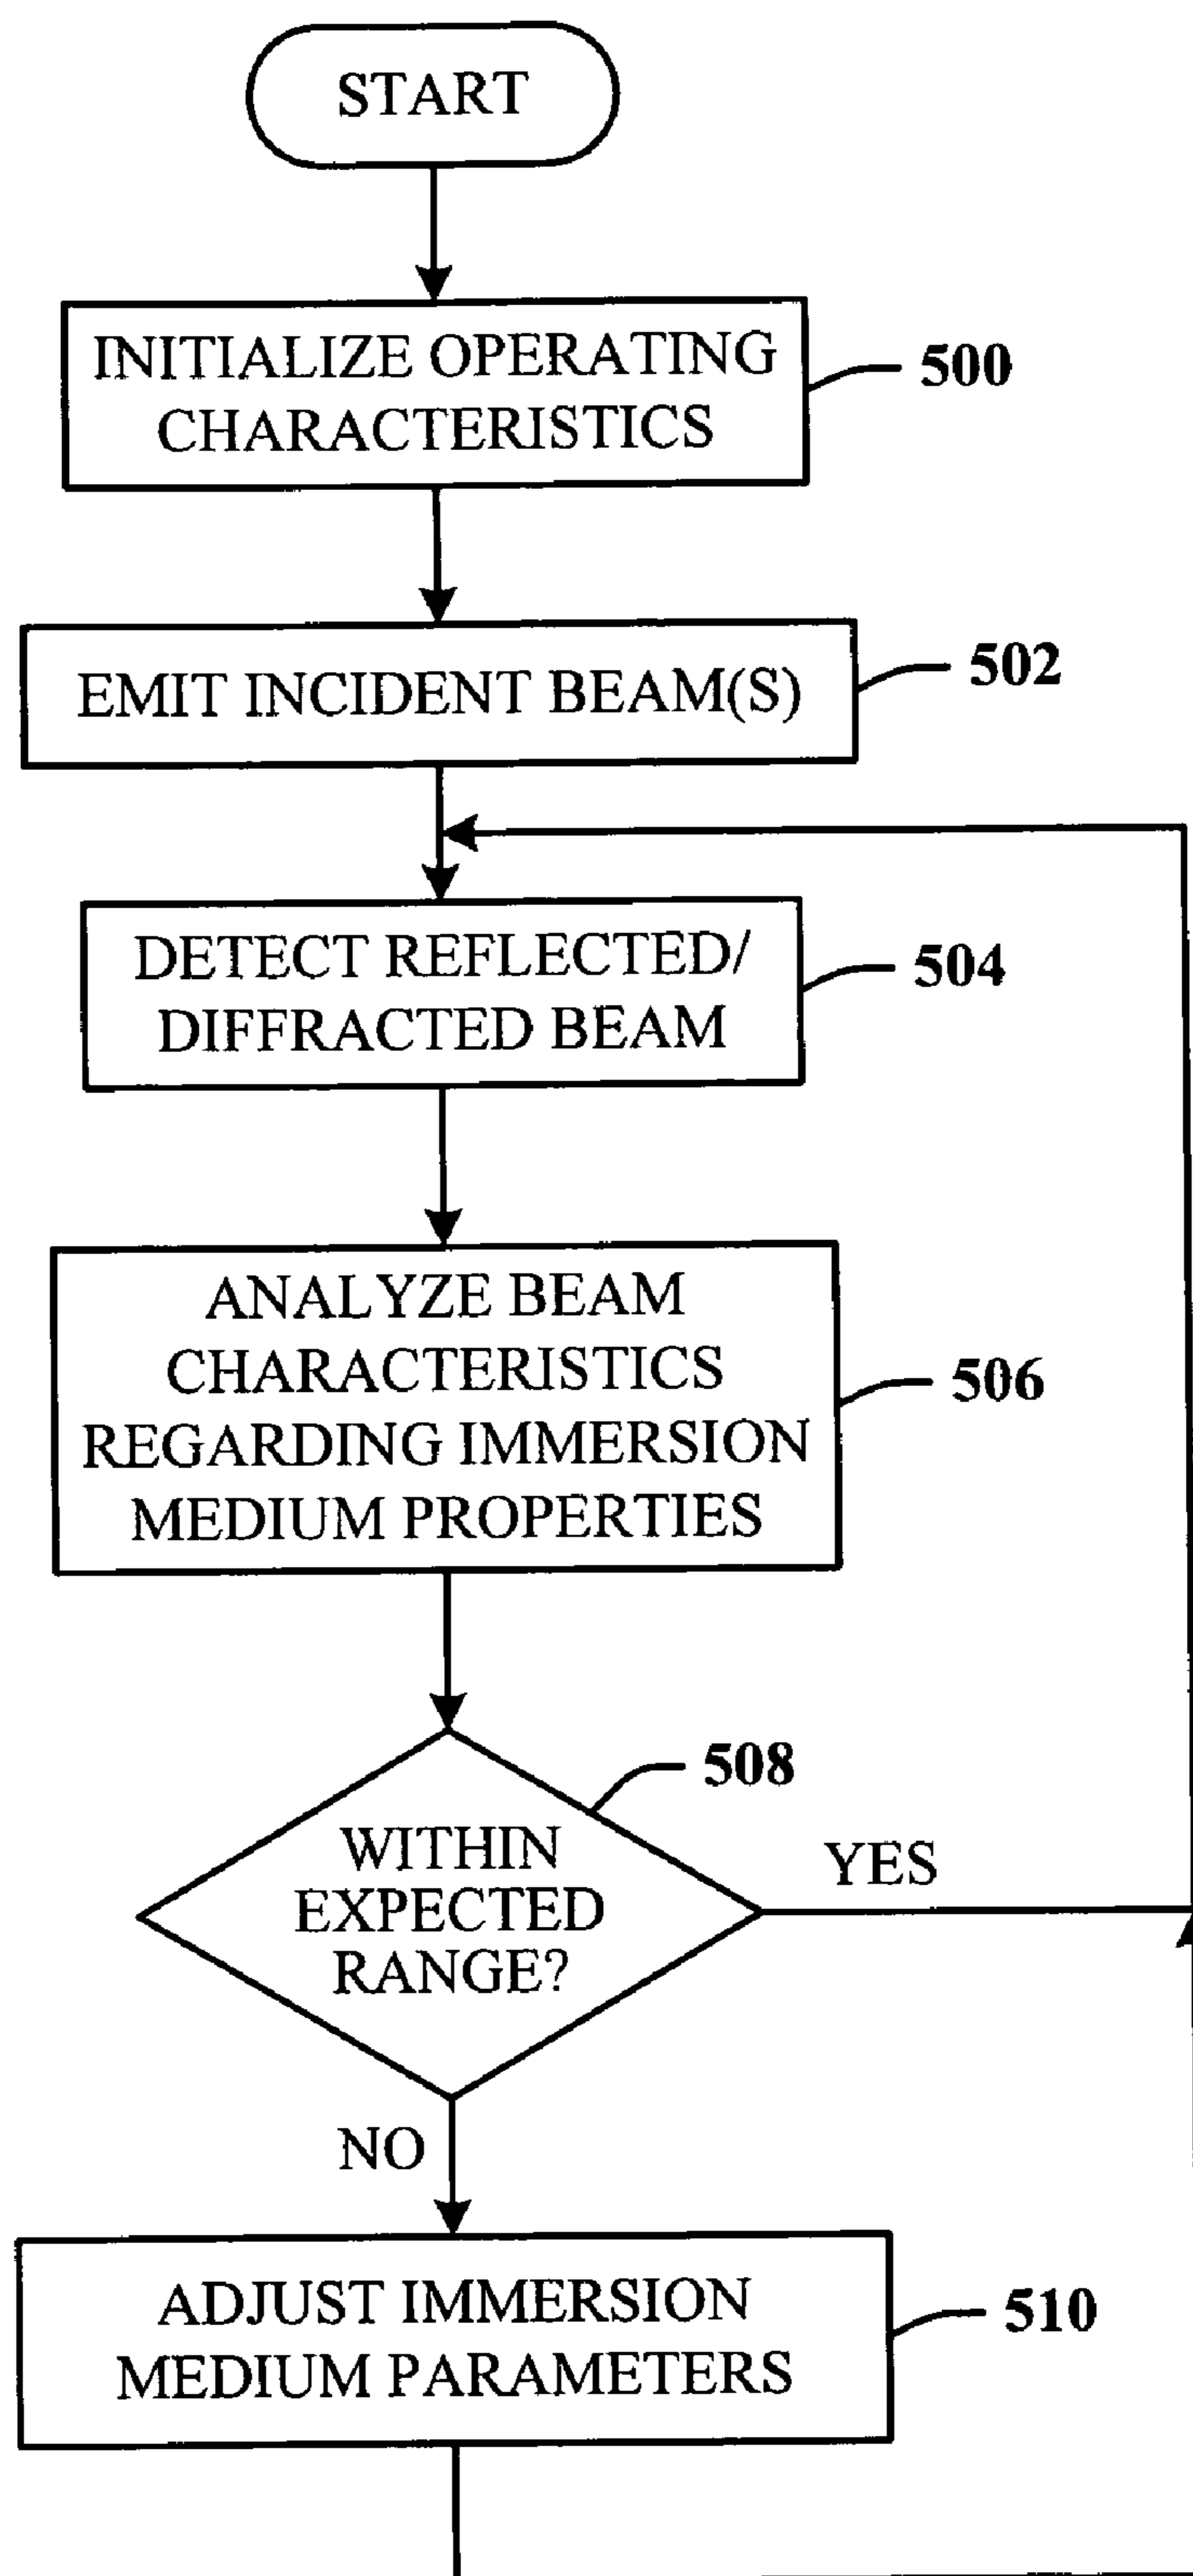 START
INITIALIZE OPERATING
CHARACTERISTICS
500
EMIT INCIDENT BEAM(S)
502
DETECT REFLECTED/
DIFFRACTED BEAM
504
ANALYZE BEAM
CHARACTERISTICS
REGARDING IMMERSION
MEDIUM PROPERTIES
506
508
WITHIN
EXPECTED
RANGE?
YES
NO
ADJUST IMMERSION
MEDIUM PARAMETERS
510